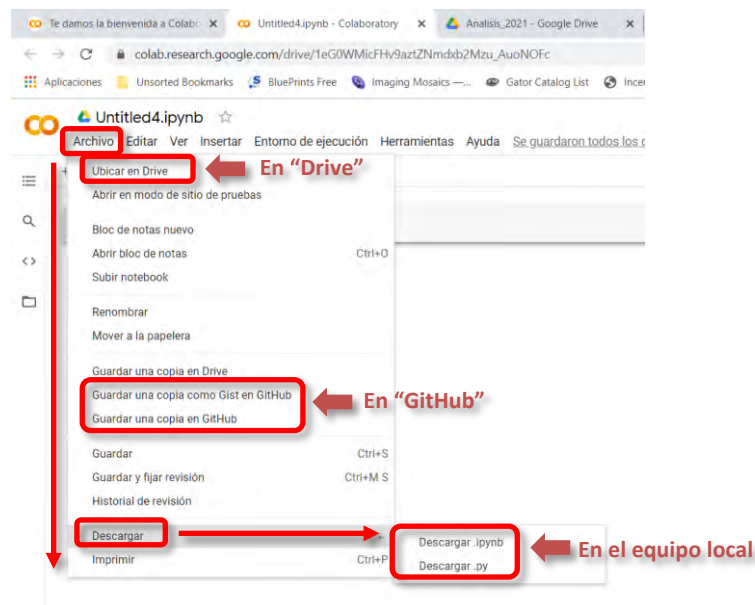 Te damos la bienvenida a Colab
Untitled4.ipynb - Colaboratory
Analisis_2021 - Google Drive
colab.research.google.com/drive/1eG0WMicFHv9aztZNmdxb2Mzu_AuoNOFc
Aplicaciones
Unsorted Bookmarks
BluePrints Free
Imaging Mosaics —...
Gator Catalog List
Incer
Untitled4.ipynb
Archivo Editar Ver Insertar Entorno de ejecución Herramientas Ayuda Se guardaron todos los c
Ubicar en Drive
En “Drive”
Abrir en modo de sitio de pruebas
Bloc de notas nuevo
Abrir bloc de notas Ctrl+O
Subir notebook
Renombrar
Mover a la papelera
Guardar una copia en Drive
Guardar una copia como Gist en GitHub
En “GitHub”
Guardar una copia en GitHub
Guardar Ctrl+S
Guardar y fijar revisión Ctrl+M S
Historial de revisión
Descargar
Descargar .ipynb
En el equipo local
Imprimir Ctrl+P
Descargar .py